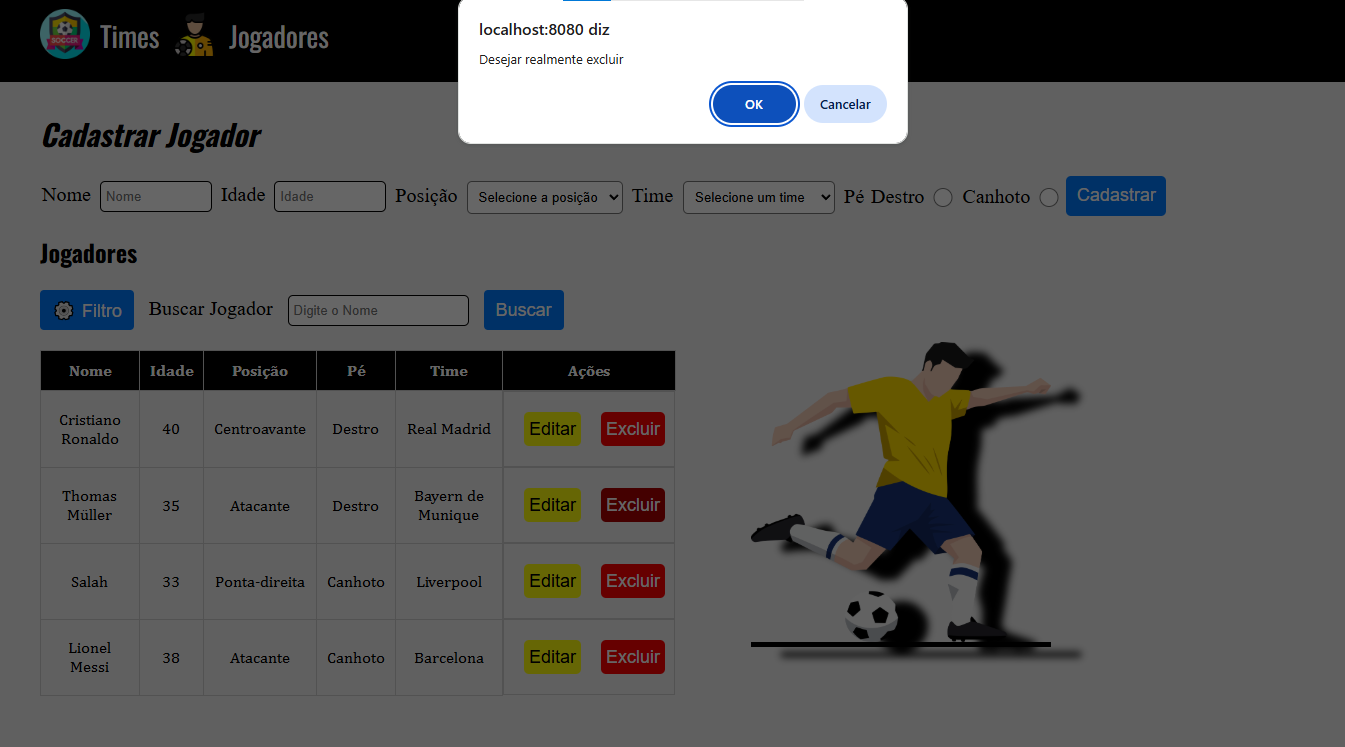 SOCCER
Times
Jogadores
localhost:8080 diz
Desejar realmente excluir
OK
Cancelar
Cadastrar Jogador
Nome Nome Idade Idade Posição Selecione a posição Time Selecione um time Pé Destro Canhoto Cadastrar
Jogadores
Filtro Buscar Jogador Digite o Nome Buscar
Nome Idade Posição Pé Time Ações
Cristiano
Ronaldo
40 Centroavante Destro Real Madrid Editar Excluir
Thomas
Müller
35 Atacante Destro
Bayern de
Munique
Editar Excluir
Salah 33 Ponta-direita Canhoto Liverpool Editar Excluir
Lionel
Messi
38 Atacante Canhoto Barcelona Editar Excluir